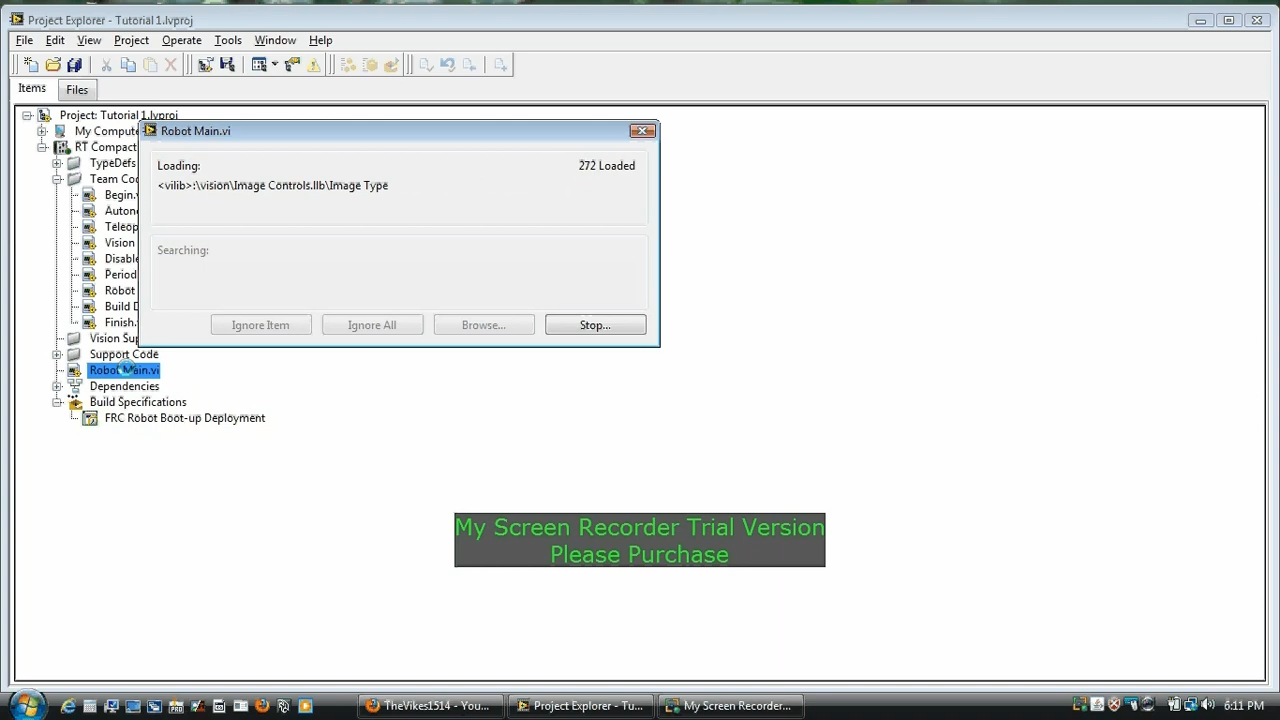 Project Explorer - Tutorial 1.lvproj
File Edit View Project Operate Tools Window Help
Items Files
Project: Tutorial 1.lvproj
My Compute
RT Compact
TypeDefs
Team Co
Begin.v
Auton
Teleop
Vision
Disable
Period
Robot
Build D
Finish.
Vision Sup
Support Code
Robot Main.vi
Dependencies
Build Specifications
FRC Robot Boot-up Deployment
Robot Main.vi
Loading: 272 Loaded
<vilib>:\vision\Image Controls.llb\Image Type
Searching:
Ignore Item Ignore All Browse... Stop...
My Screen Recorder Trial Version
Please Purchase
TheVikes1514 - You... Project Explorer - Tu... My Screen Recorder... 6:11 PM